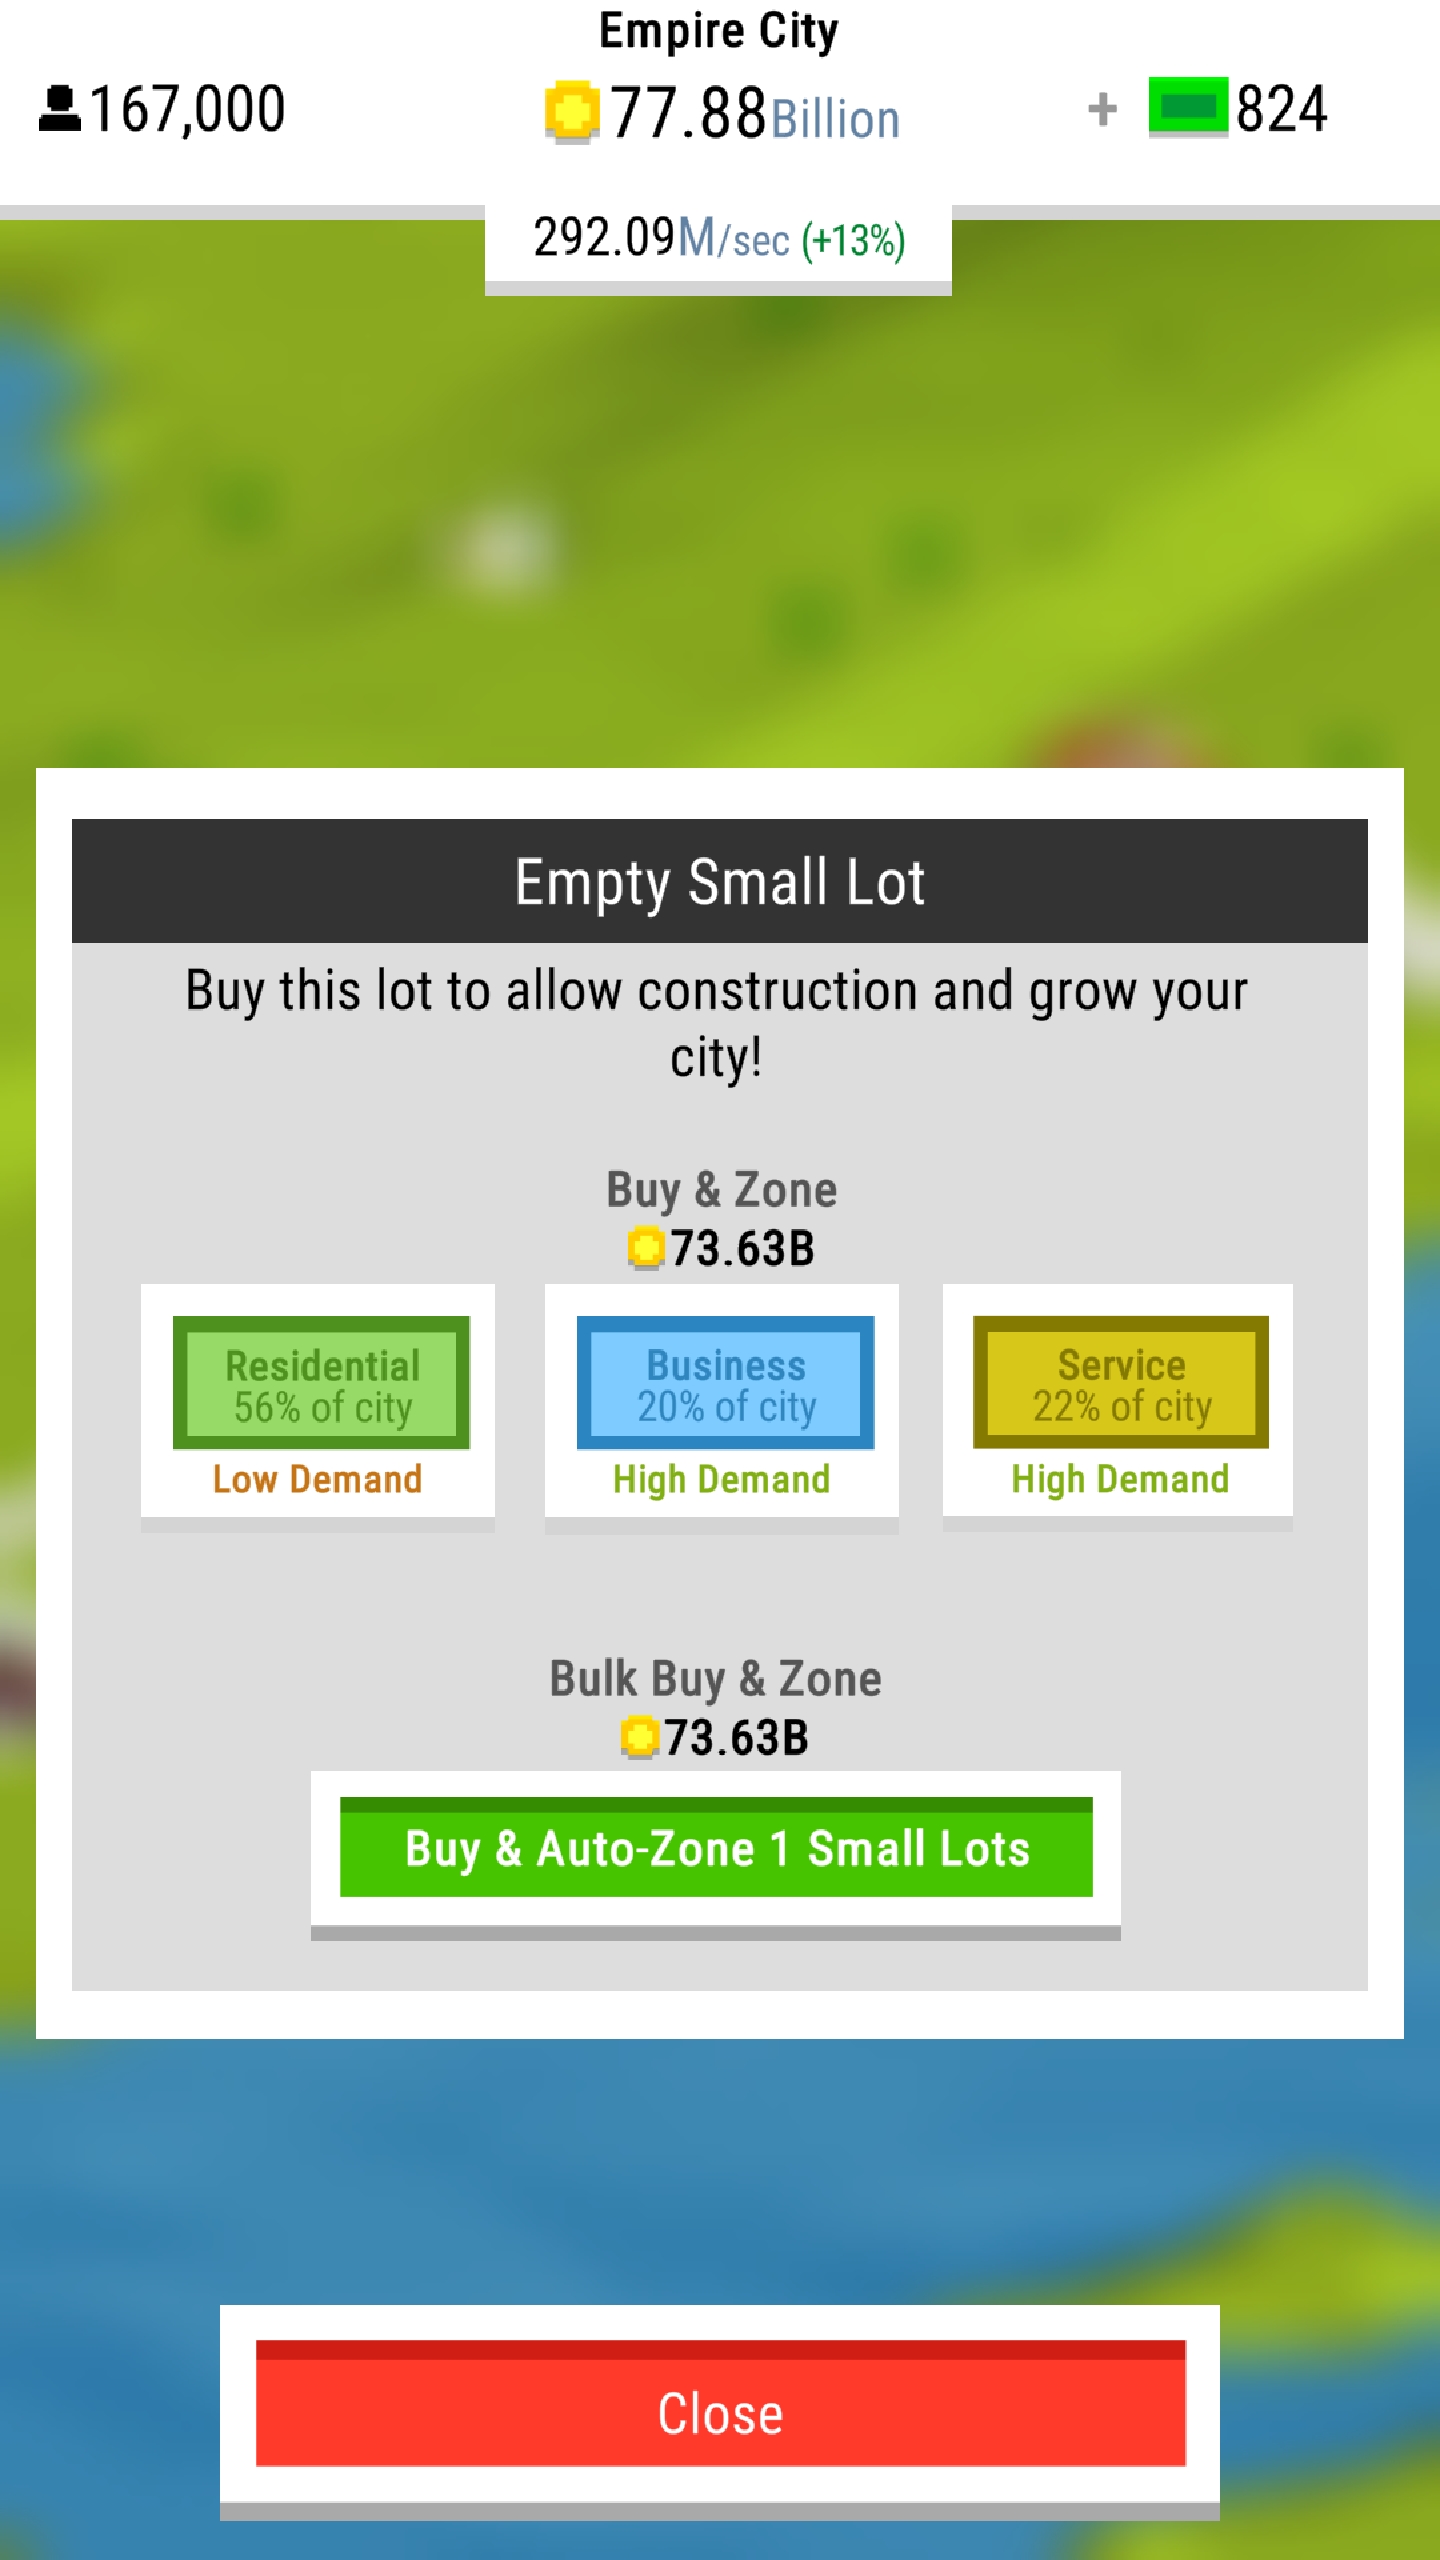 Empire City
167,000
77.88Billion
+ 824
292.09M/sec (+13%)
Empty Small Lot
Buy this lot to allow construction and grow your
city!
Buy & Zone
73.63B
Residential
56% of city
Low Demand
Business
20% of city
High Demand
Service
22% of city
High Demand
Bulk Buy & Zone
73.63B
Buy & Auto-Zone 1 Small Lots
Close